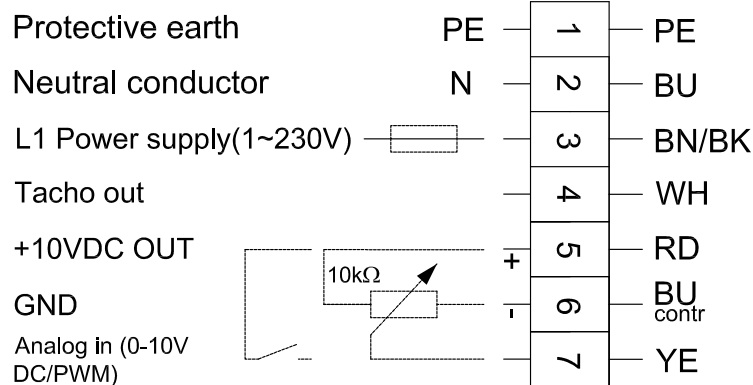 Protective earth PE 1 PE
Neutral conductor N 2 BU
L1 Power supply(1~230V) 3 BN/BK
Tacho out 4 WH
+10VDC OUT + 5 RD
10kΩ
GND - 6 BU
contr
Analog in (0-10V 7 YE
DC/PWM)